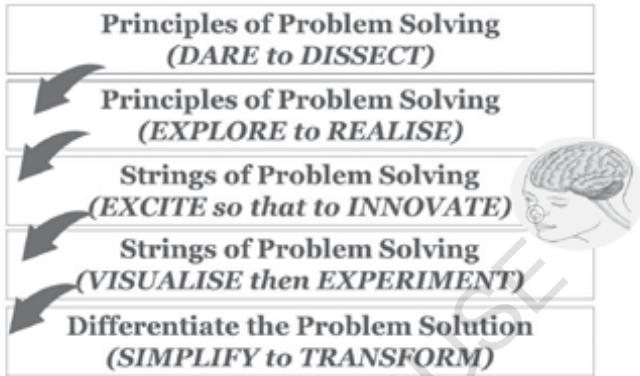 Principles of Problem Solving
(DARE to DISSECT)
Principles of Problem Solving
(EXPLORE to REALISE)
Strings of Problem Solving
(EXCITE so that to INNOVATE)
Strings of Problem Solving
(VISUALISE then EXPERIMENT)
Differentiate the Problem Solution
(SIMPLIFY to TRANSFORM)
USE